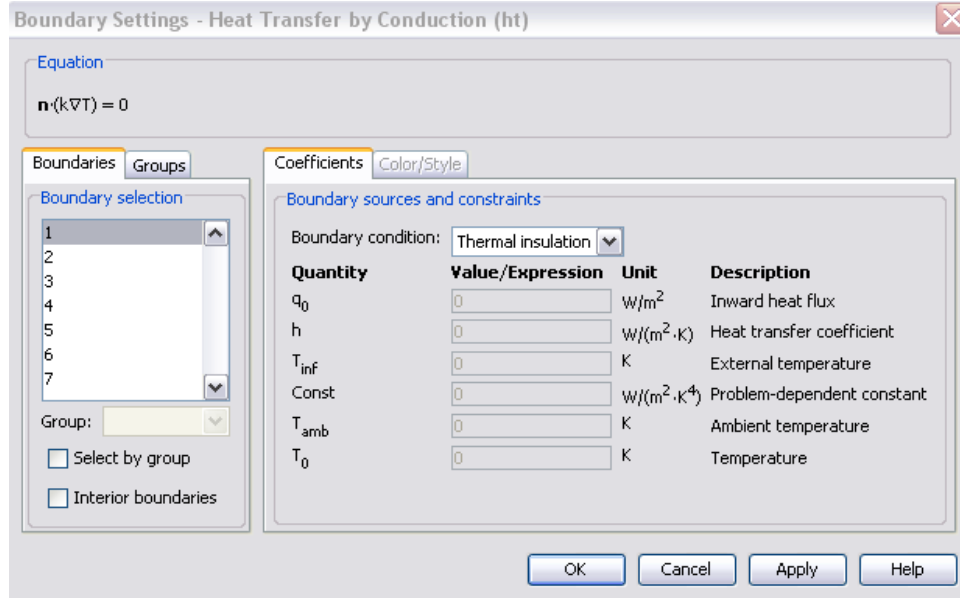 Boundary Settings - Heat Transfer by Conduction (ht)
Equation
n·(k∇T) = 0
Boundaries Groups
Coefficients Color/Style
Boundary selection
1
2
3
4
5
6
7
Group:
Select by group
Interior boundaries
Boundary sources and constraints
Boundary condition: Thermal insulation
Quantity Value/Expression Unit Description
q₀ 0 W/m² Inward heat flux
h 0 W/(m²·K) Heat transfer coefficient
T_inf 0 K External temperature
Const 0 W/(m²·K⁴) Problem-dependent constant
T_amb 0 K Ambient temperature
T₀ 0 K Temperature
OK Cancel Apply Help